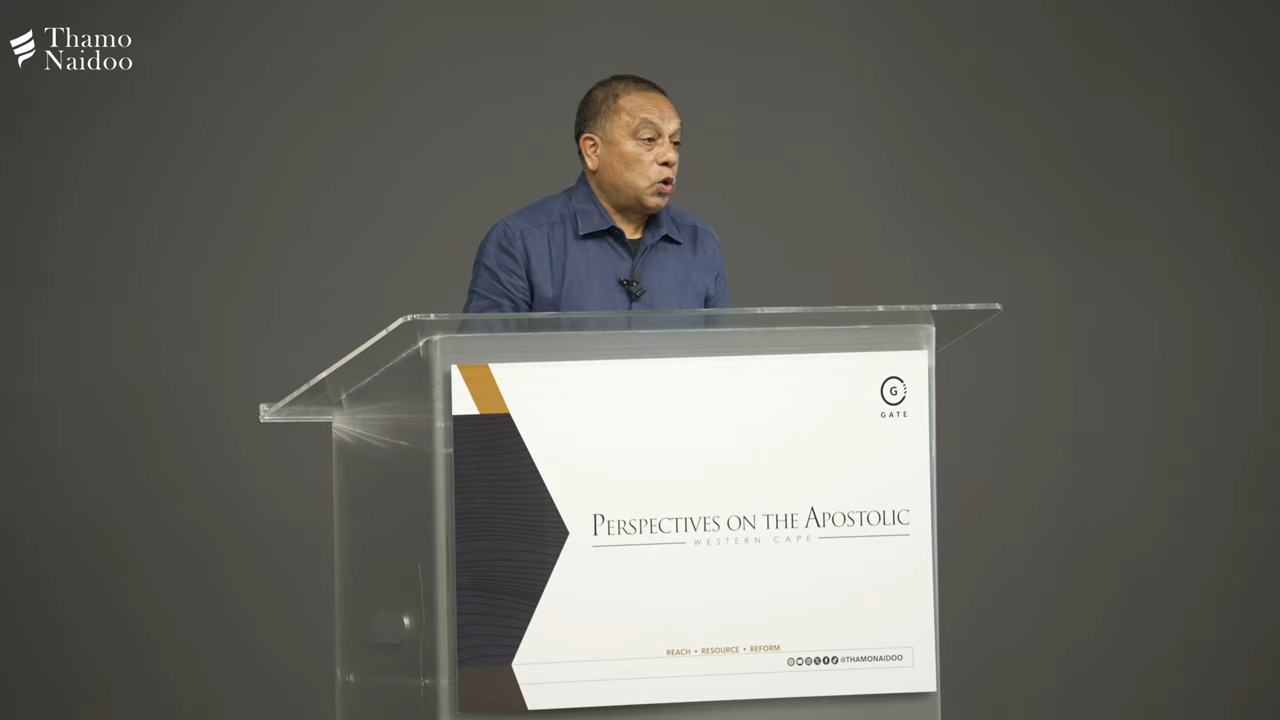 Thamo
Naidoo
G
GATE
PERSPECTIVES ON THE APOSTOLIC
WESTERN CAPE
REACH • RESOURCE • REFORM
@THAMONAIDOO